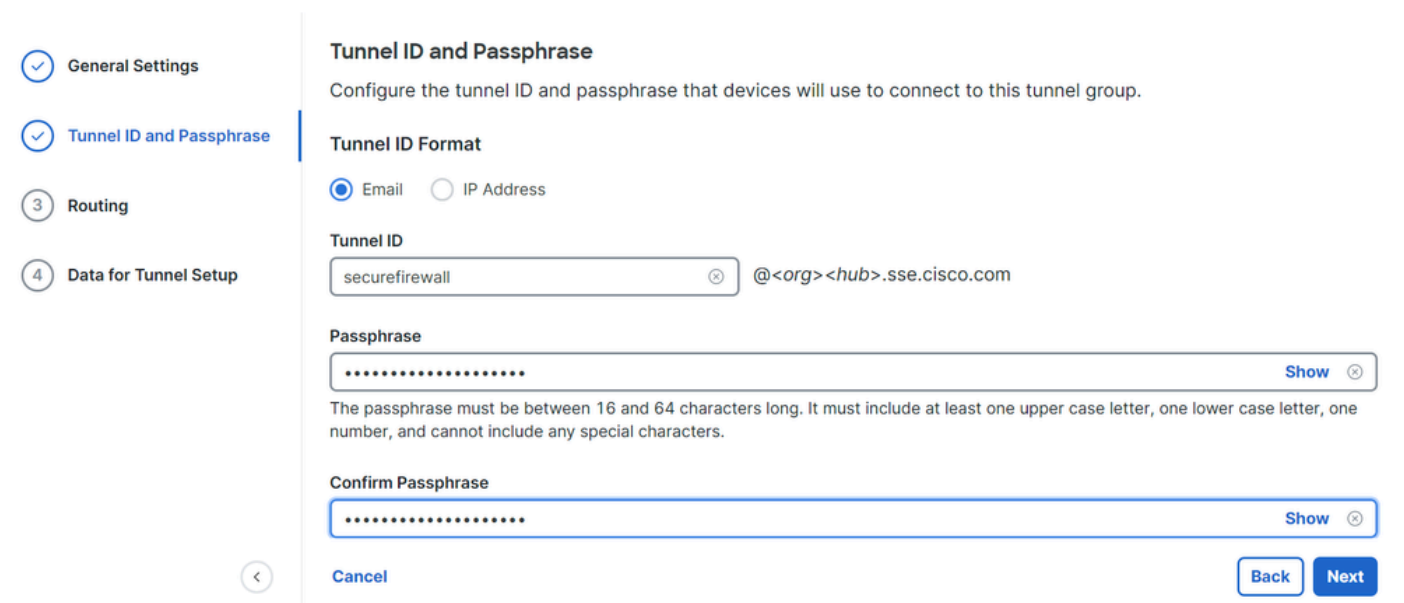 General Settings
Tunnel ID and Passphrase
3 Routing
4 Data for Tunnel Setup
Tunnel ID and Passphrase
Configure the tunnel ID and passphrase that devices will use to connect to this tunnel group.
Tunnel ID Format
Email IP Address
Tunnel ID
securefirewall @<org><hub>.sse.cisco.com
Passphrase
•••••••••••••••••••• Show
The passphrase must be between 16 and 64 characters long. It must include at least one upper case letter, one lower case letter, one
number, and cannot include any special characters.
Confirm Passphrase
•••••••••••••••••••• Show
Cancel Back Next